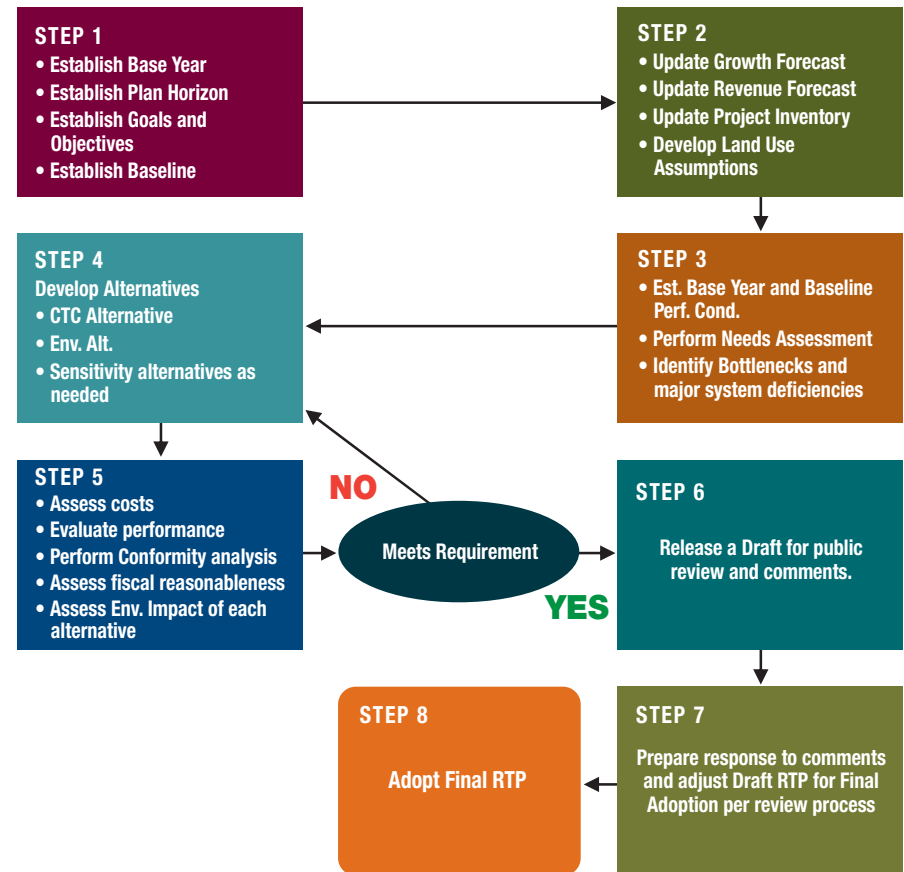 STEP 1
• Establish Base Year
• Establish Plan Horizon
• Establish Goals and
Objectives
• Establish Baseline
STEP 2
• Update Growth Forecast
• Update Revenue Forecast
• Update Project Inventory
• Develop Land Use
Assumptions
STEP 3
• Est. Base Year and Baseline
Perf. Cond.
• Perform Needs Assessment
• Identify Bottlenecks and
major system deficiencies
STEP 4
Develop Alternatives
• CTC Alternative
• Env. Alt.
• Sensitivity alternatives as
needed
STEP 5
• Assess costs
• Evaluate performance
• Perform Conformity analysis
• Assess fiscal reasonableness
• Assess Env. Impact of each
alternative
NO
Meets Requirement
YES
STEP 6
Release a Draft for public
review and comments.
STEP 7
Prepare response to comments
and adjust Draft RTP for Final
Adoption per review process
STEP 8
Adopt Final RTP